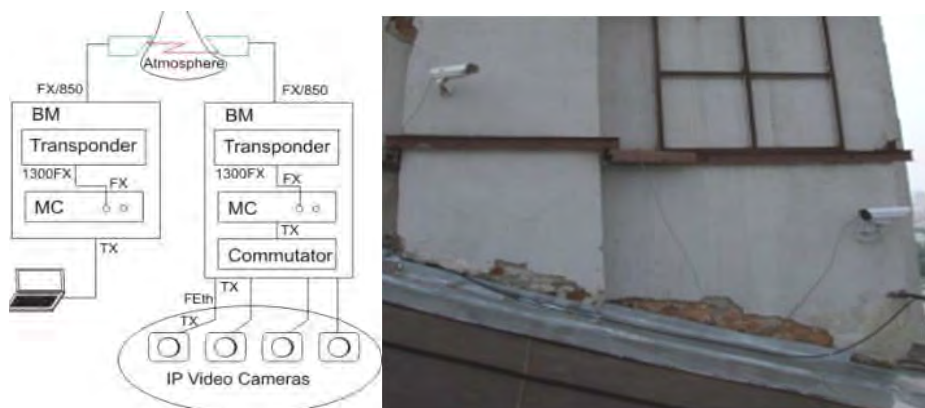 Atmosphere
FX/850
FX/850
BM
Transponder
1300FX
FX
MC
TX
BM
Transponder
1300FX
FX
MC
TX
Commutator
TX
FEth
TX
IP Video Cameras